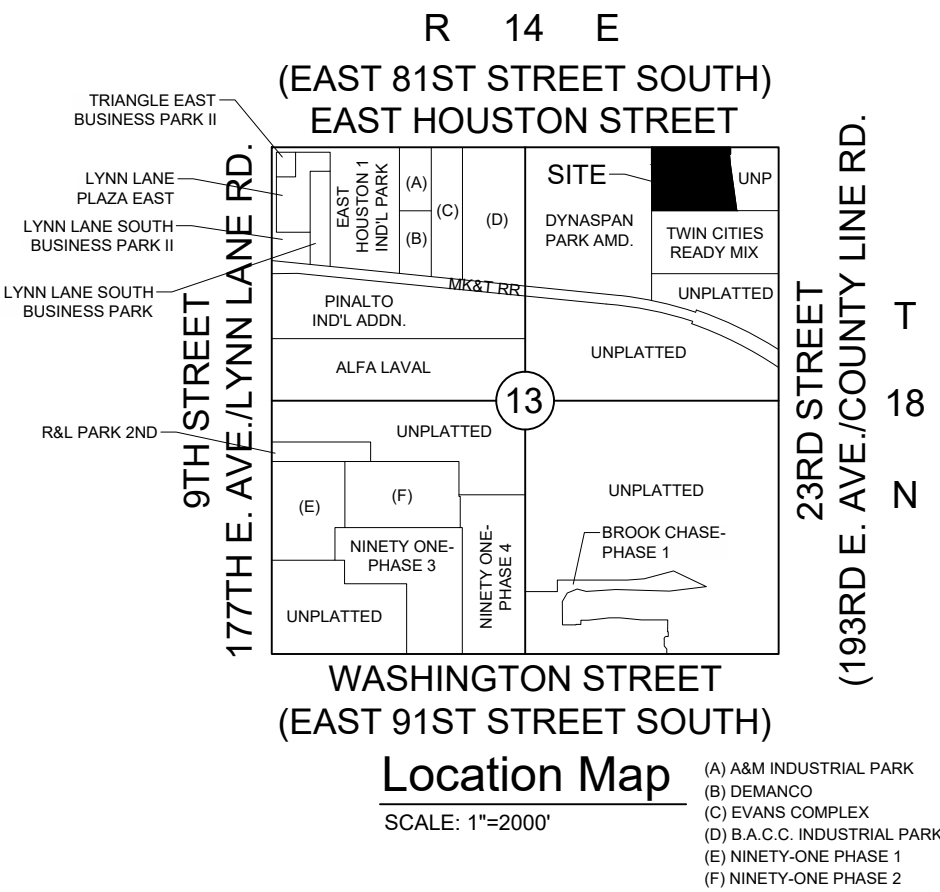 R 14 E
(EAST 81ST STREET SOUTH)
EAST HOUSTON STREET
TRIANGLE EAST
BUSINESS PARK II
LYNN LANE
PLAZA EAST
LYNN LANE SOUTH
BUSINESS PARK II
LYNN LANE SOUTH
BUSINESS PARK
9TH STREET
177TH E. AVE./LYNN LANE RD.
EAST
HOUSTON 1
IND'L PARK
(A)
(B)
(C)
(D)
SITE
UNP
DYNASPAN
PARK AMD.
TWIN CITIES
READY MIX
MK&T RR
UNPLATTED
PINALTO
IND'L ADDN.
UNPLATTED
ALFA LAVAL
13
R&L PARK 2ND
UNPLATTED
(E)
(F)
UNPLATTED
NINETY ONE-
PHASE 3
NINETY ONE-
PHASE 4
BROOK CHASE-
PHASE 1
UNPLATTED
23RD STREET
(193RD E. AVE./COUNTY LINE RD.
T
18
N
WASHINGTON STREET
(EAST 91ST STREET SOUTH)
Location Map
SCALE: 1"=2000'
(A) A&M INDUSTRIAL PARK
(B) DEMANCO
(C) EVANS COMPLEX
(D) B.A.C.C. INDUSTRIAL PARK
(E) NINETY-ONE PHASE 1
(F) NINETY-ONE PHASE 2